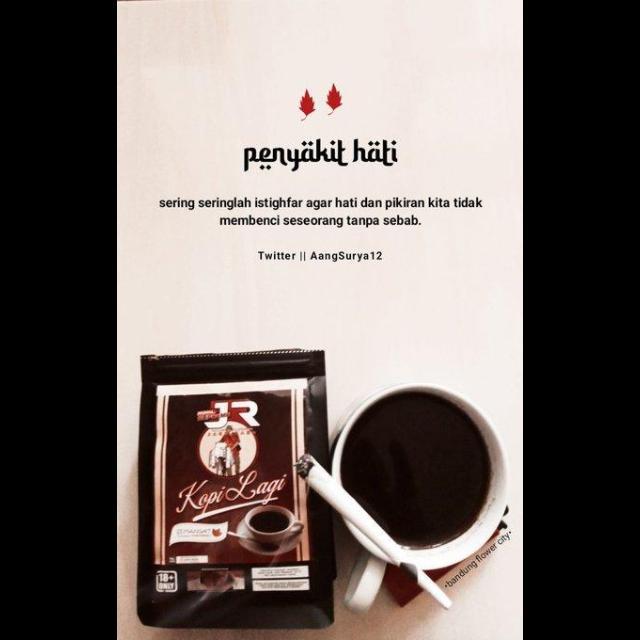 penyakit hati
sering seringlah istighfar agar hati dan pikiran kita tidak
membenci seseorang tanpa sebab.
Twitter || AangSurya12
JR
Kopi Lagi
18+
ONLY
•bandung flower city•